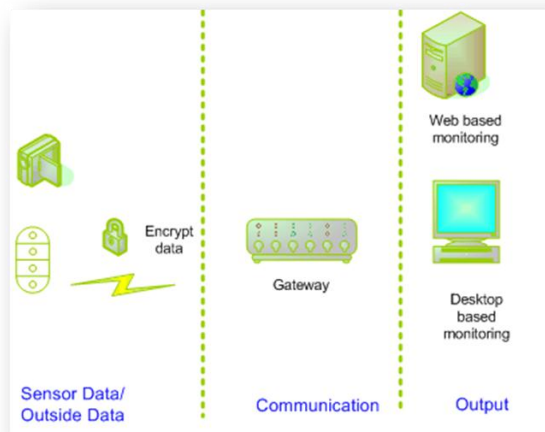 Web based
monitoring
Encrypt
data
Gateway
Desktop
based
monitoring
Sensor Data/
Outside Data
Communication
Output